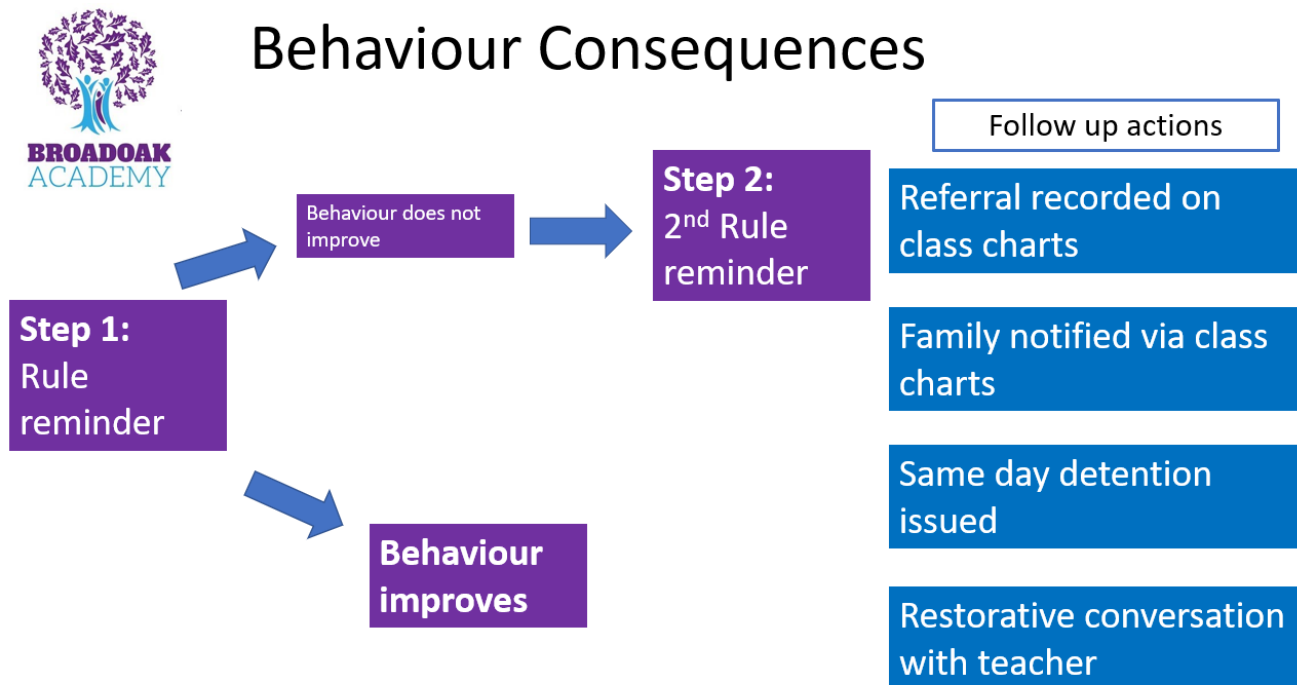 Behaviour Consequences
BROADOAK
ACADEMY
Follow up actions
Step 1:
Rule
reminder
Behaviour does not
improve
Step 2:
2nd Rule
reminder
Behaviour
improves
Referral recorded on
class charts
Family notified via class
charts
Same day detention
issued
Restorative conversation
with teacher